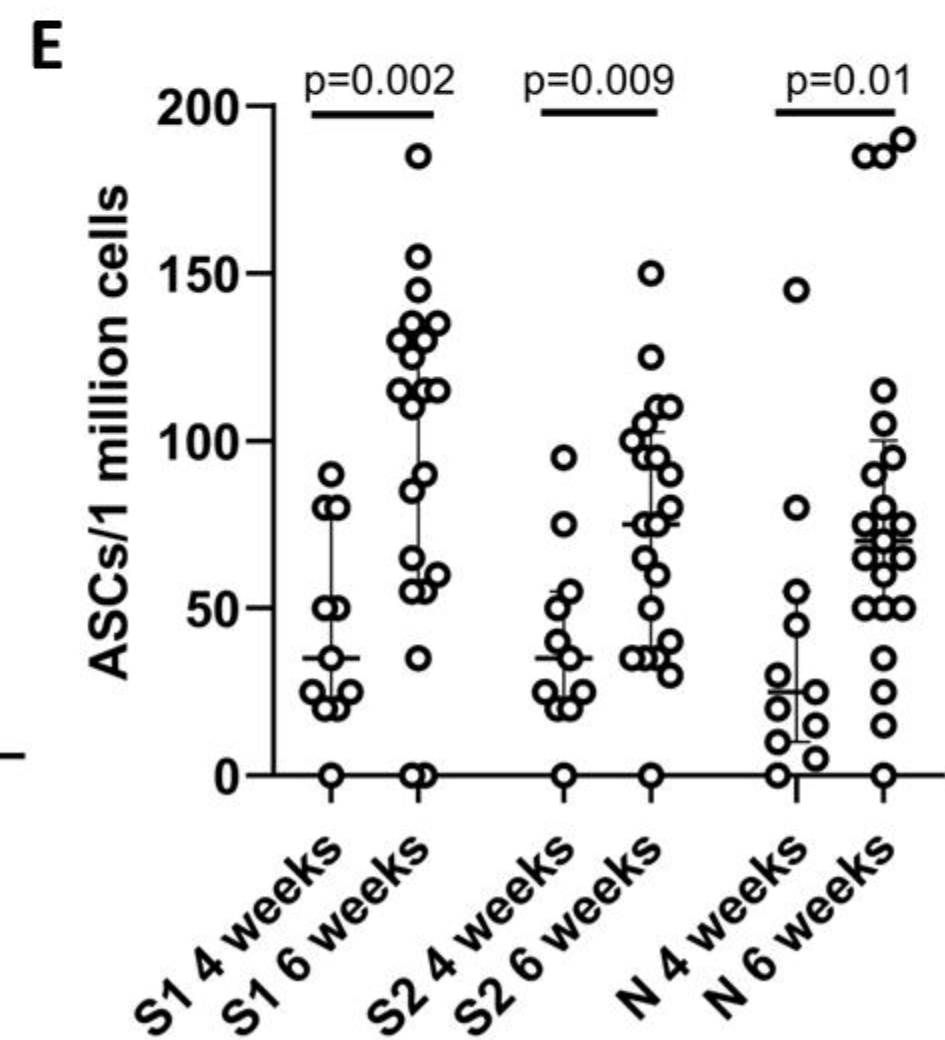 E
p=0.002 p=0.009 p=0.01
200
150
100
50
0
ASCs/1 million cells
S1 4 weeks
S1 6 weeks
S2 4 weeks
S2 6 weeks
N 4 weeks
N 6 weeks